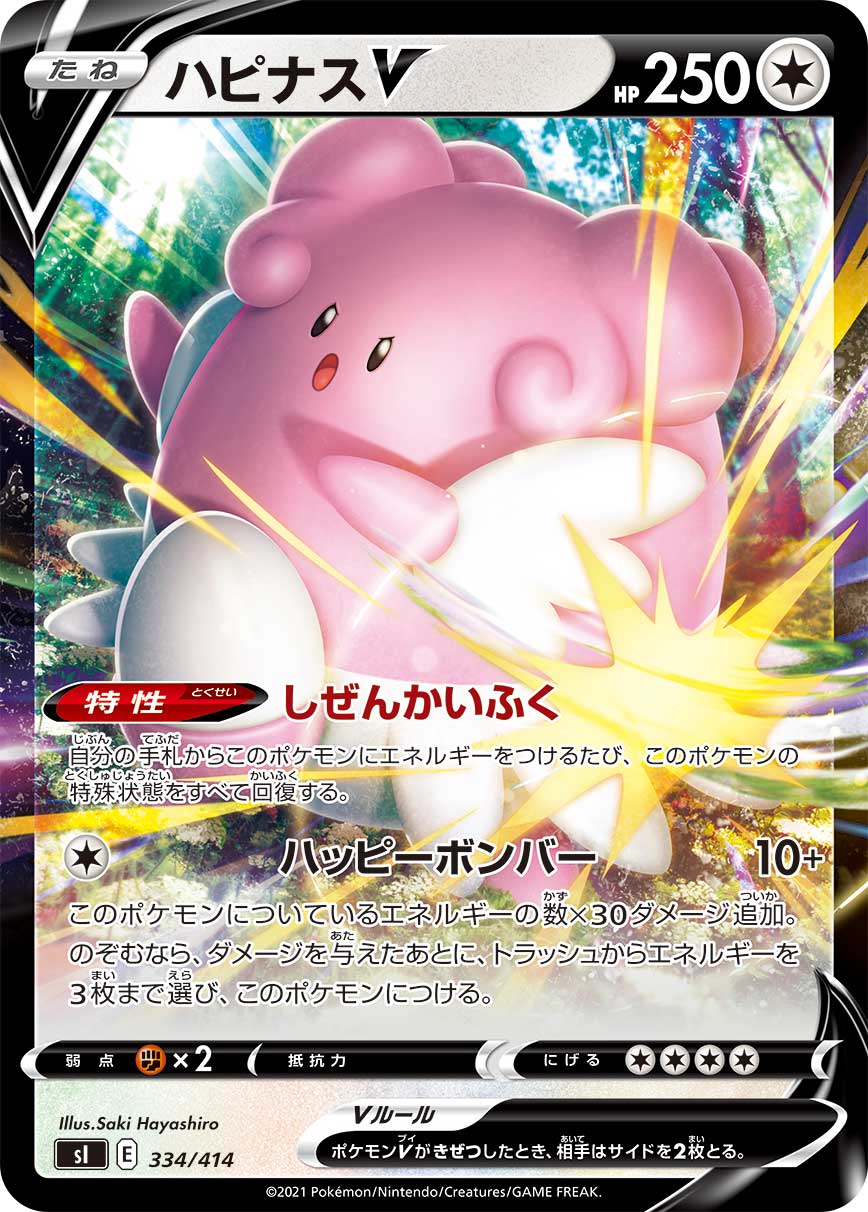 たね ハピナスV HP 250
特性 とくせい しぜんかいふく
自分の手札からこのポケモンにエネルギーをつけるたび、このポケモンの
特殊状態をすべて回復する。
ハッピーボンバー 10+
このポケモンについているエネルギーの数×30ダメージ追加。
のぞむなら、ダメージを与えたあとに、トラッシュからエネルギーを
3枚まで選び、このポケモンにつける。
弱点 ×2 抵抗力 にげる
Illus.Saki Hayashiro
Vルール
ポケモンVがきぜつしたとき、相手はサイドを2枚とる。
sI E 334/414
©2021 Pokémon/Nintendo/Creatures/GAME FREAK.